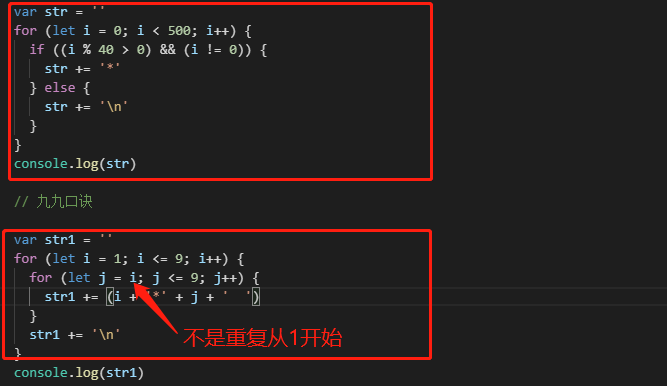 var str = ''
for (let i = 0; i < 500; i++) {
  if ((i % 40 > 0) && (i != 0)) {
    str += '*'
  } else {
    str += '\n'
  }
}
console.log(str)
// 九九口诀
var str1 = ''
for (let i = 1; i <= 9; i++) {
  for (let j = i; j <= 9; j++) {
    str1 += (i + '*' + j + '  ')
  }
  str1 += '\n'
不是重复从1开始
}
console.log(str1)